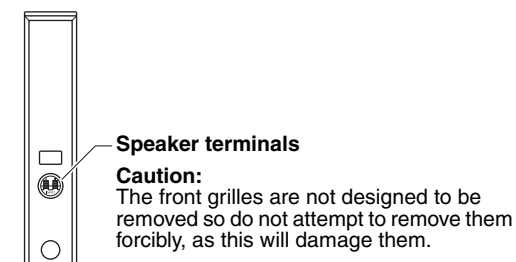 Speaker terminals
Caution:
The front grilles are not designed to be
removed so do not attempt to remove them
forcibly, as this will damage them.